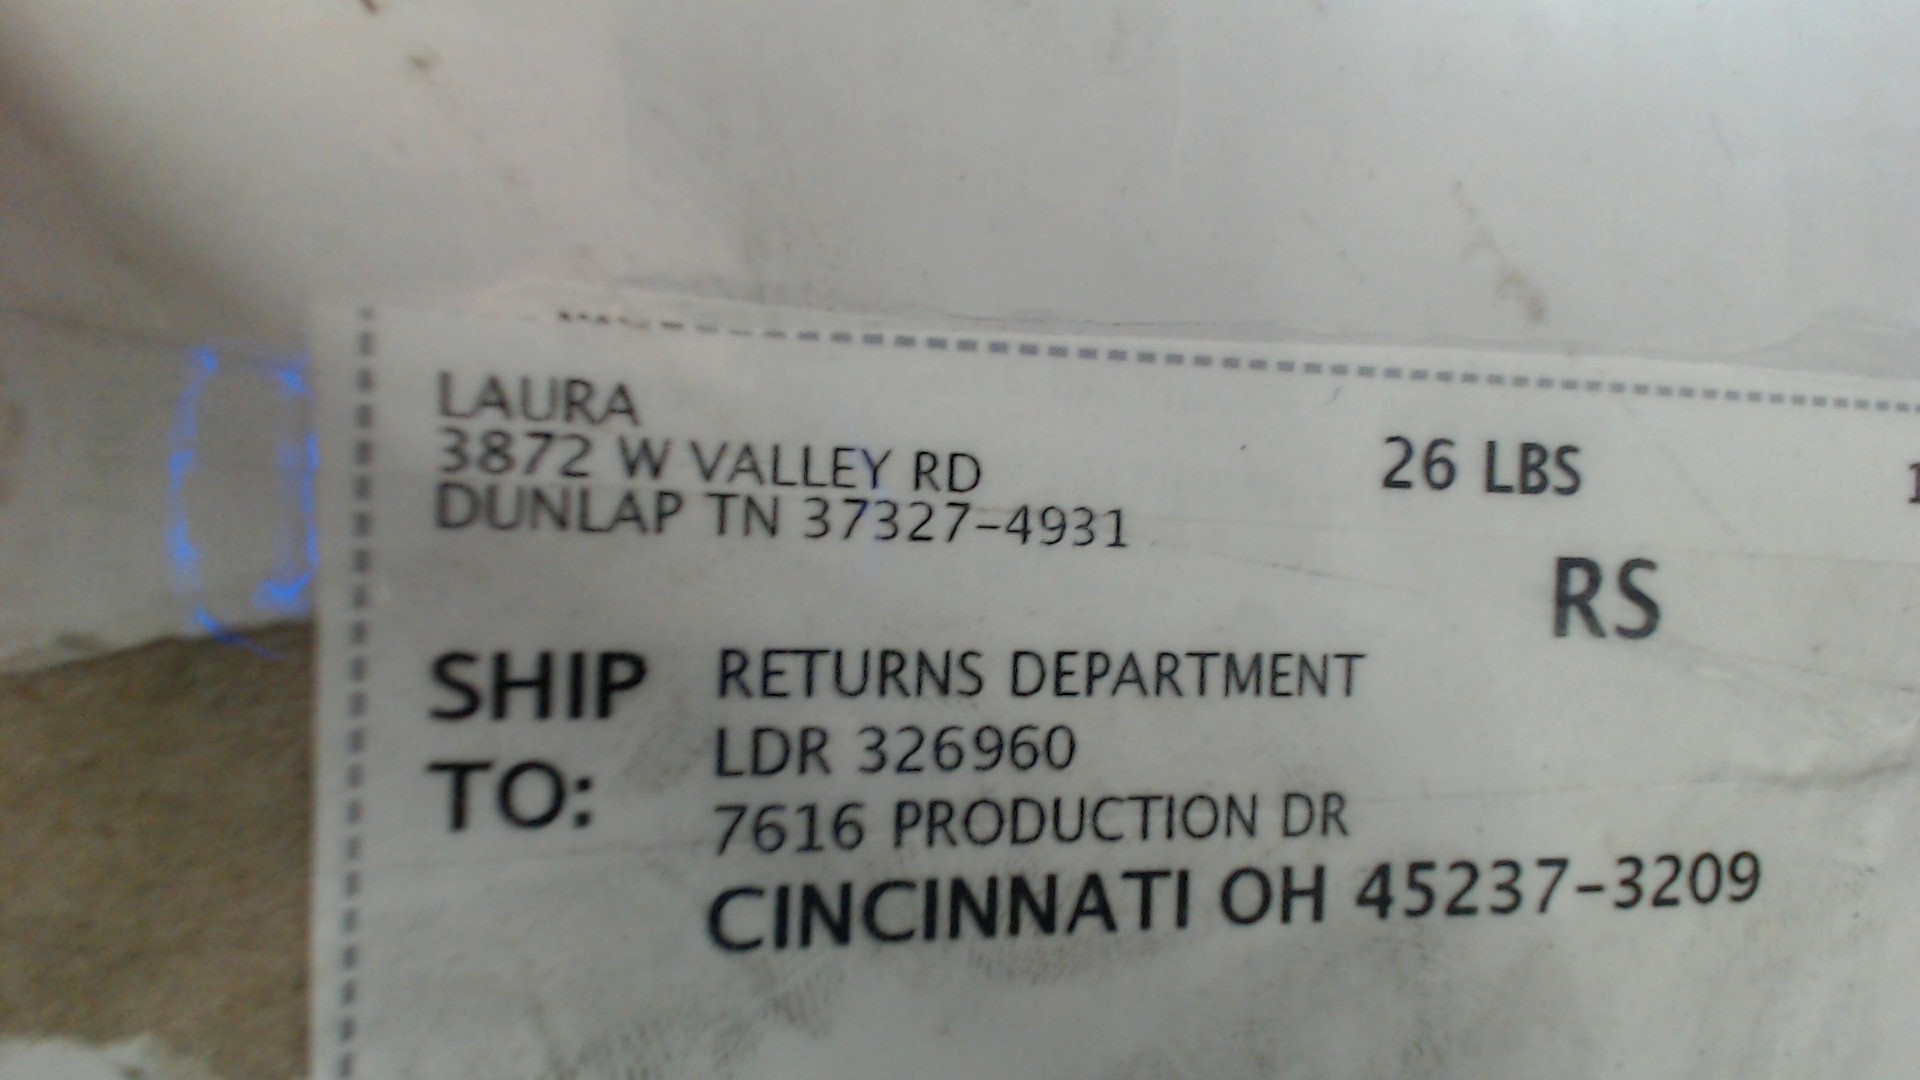 LAURA
3872 W VALLEY RD
DUNLAP TN 37327-4931
26 LBS
1
RS
SHIP TO:
RETURNS DEPARTMENT
LDR 326960
7616 PRODUCTION DR
CINCINNATI OH 45237-3209